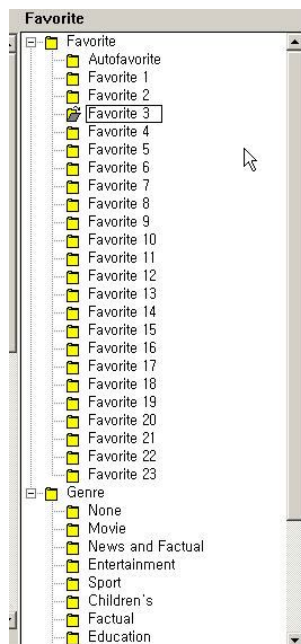 Favorite
Favorite
Autofavorite
Favorite 1
Favorite 2
Favorite 3
Favorite 4
Favorite 5
Favorite 6
Favorite 7
Favorite 8
Favorite 9
Favorite 10
Favorite 11
Favorite 12
Favorite 13
Favorite 14
Favorite 15
Favorite 16
Favorite 17
Favorite 18
Favorite 19
Favorite 20
Favorite 21
Favorite 22
Favorite 23
Genre
None
Movie
News and Factual
Entertainment
Sport
Children's
Factual
Education